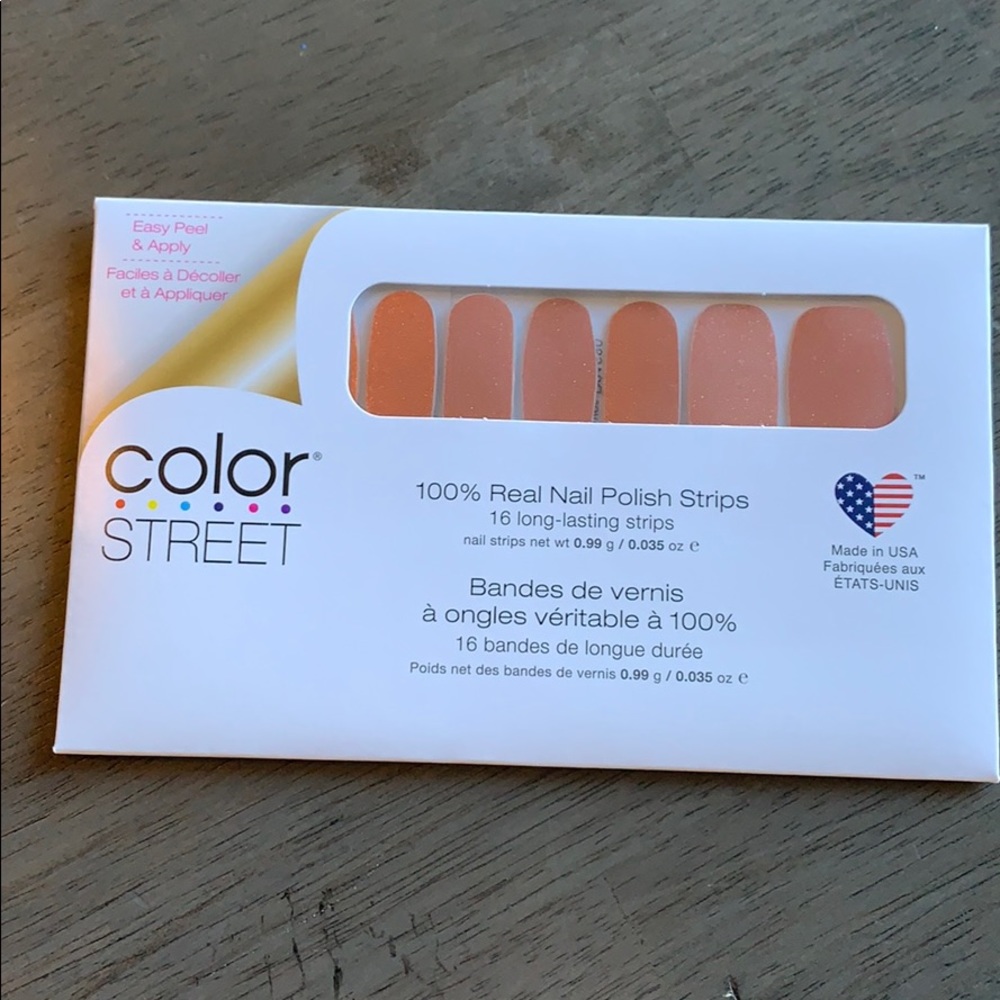 Easy Peel
& Apply
Faciles à Décoller
et à Appliquer
color®
STREET
100% Real Nail Polish Strips
16 long-lasting strips
nail strips net wt 0.99 g / 0.035 oz ℮
Bandes de vernis
à ongles véritable à 100%
16 bandes de longue durée
Poids net des bandes de vernis 0.99 g / 0.035 oz ℮
™
Made in USA
Fabriquées aux
ÉTATS-UNIS